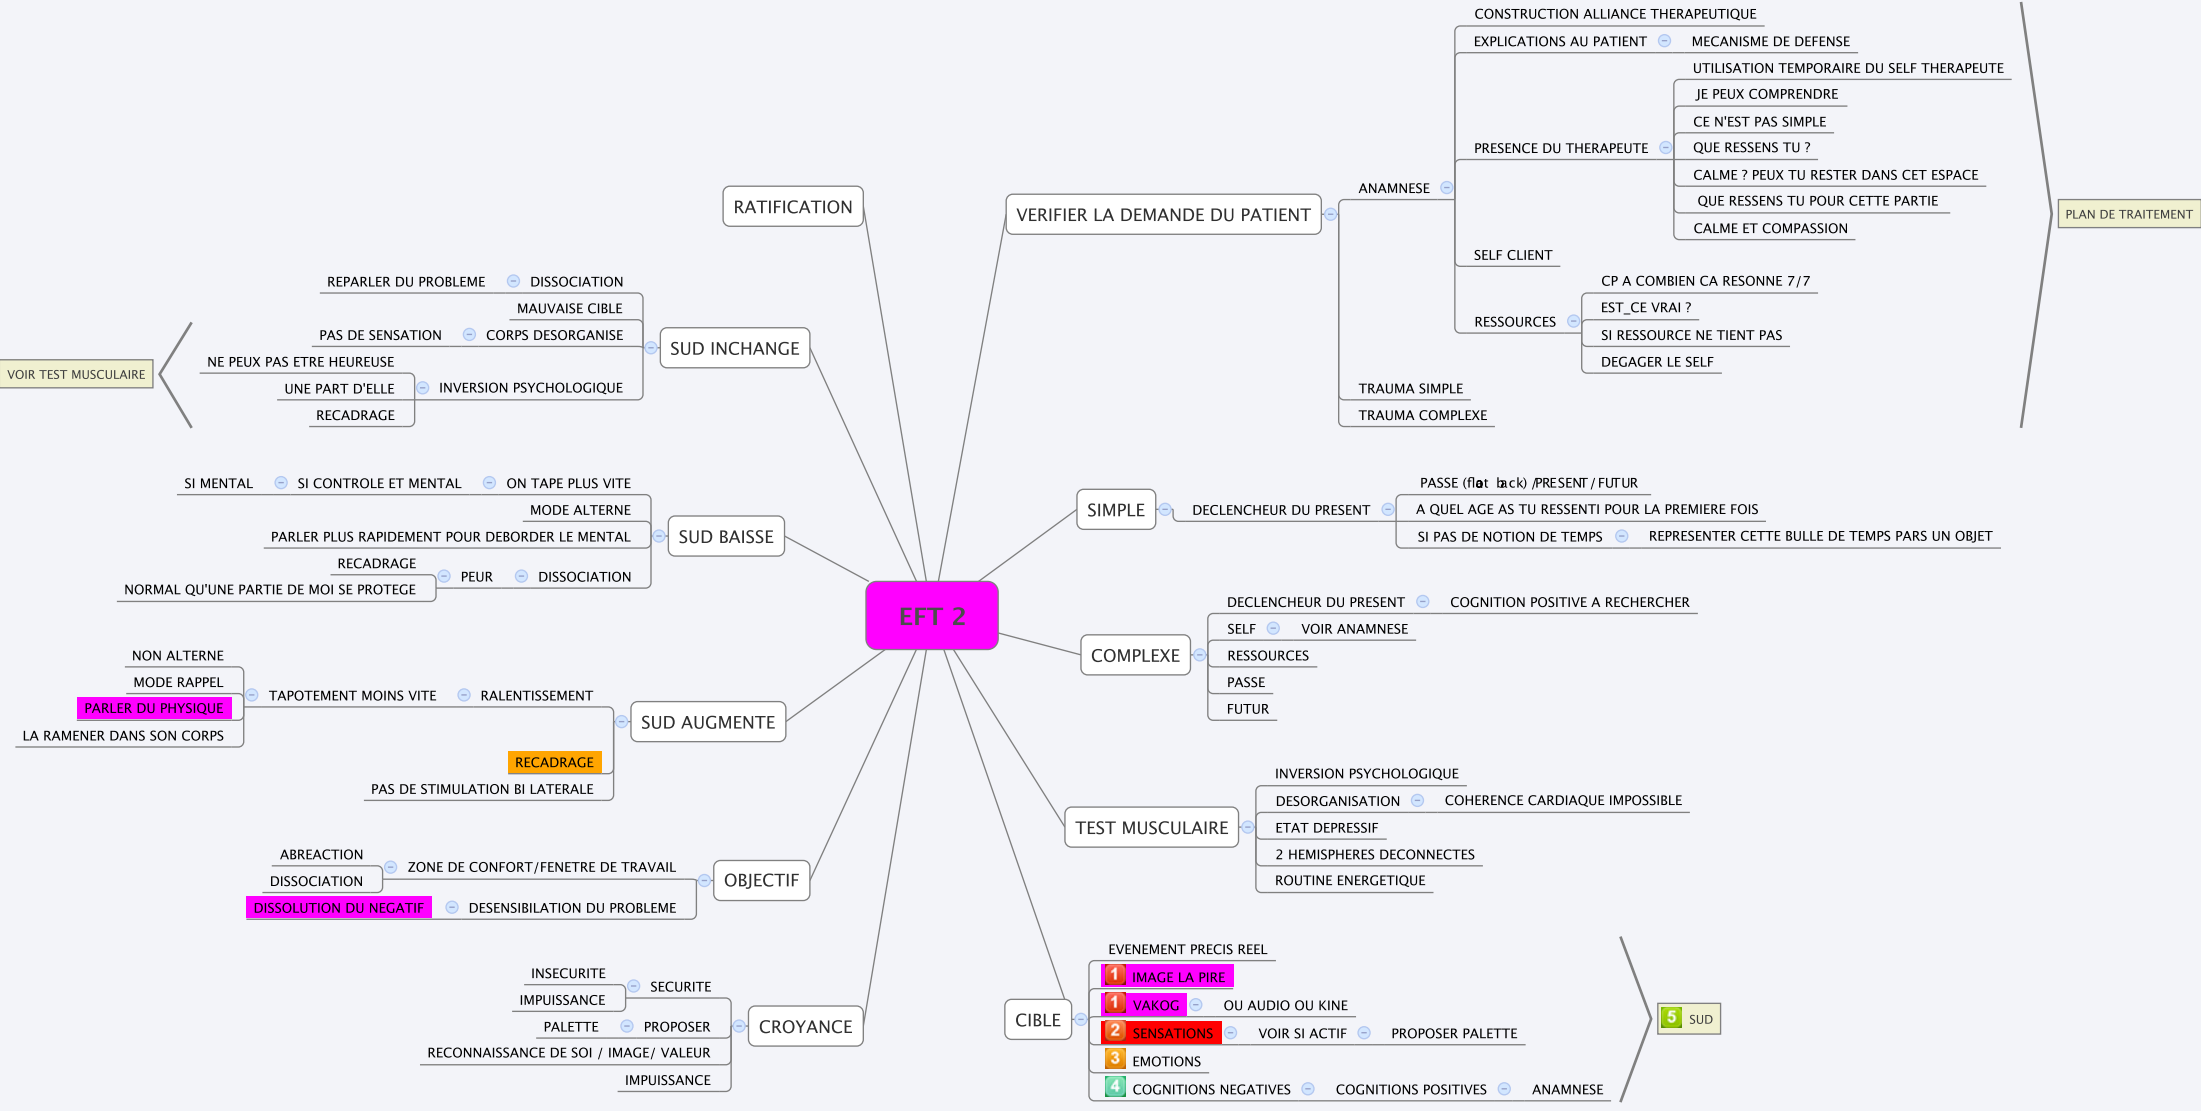 EFT 2
VERIFIER LA DEMANDE DU PATIENT
ANAMNESE
CONSTRUCTION ALLIANCE THERAPEUTIQUE
EXPLICATIONS AU PATIENT
MECANISME DE DEFENSE
PRESENCE DU THERAPEUTE
UTILISATION TEMPORAIRE DU SELF THERAPEUTE
JE PEUX COMPRENDRE
CE N'EST PAS SIMPLE
QUE RESSENS TU ?
CALME ? PEUX TU RESTER DANS CET ESPACE
QUE RESSENS TU POUR CETTE PARTIE
CALME ET COMPASSION
SELF CLIENT
RESSOURCES
CP A COMBIEN CA RESONNE 7/7
EST_CE VRAI ?
SI RESSOURCE NE TIENT PAS
DEGAGER LE SELF
TRAUMA SIMPLE
TRAUMA COMPLEXE
PLAN DE TRAITEMENT
SIMPLE
DECLENCHEUR DU PRESENT
PASSE (float back) /PRESENT/FUTUR
A QUEL AGE AS TU RESSENTI POUR LA PREMIERE FOIS
SI PAS DE NOTION DE TEMPS
REPRESENTER CETTE BULLE DE TEMPS PARS UN OBJET
COMPLEXE
DECLENCHEUR DU PRESENT
COGNITION POSITIVE A RECHERCHER
SELF
VOIR ANAMNESE
RESSOURCES
PASSE
FUTUR
TEST MUSCULAIRE
INVERSION PSYCHOLOGIQUE
DESORGANISATION
COHERENCE CARDIAQUE IMPOSSIBLE
ETAT DEPRESSIF
2 HEMISPHERES DECONNECTES
ROUTINE ENERGETIQUE
CIBLE
EVENEMENT PRECIS REEL
1 IMAGE LA PIRE
1 VAKOG
OU AUDIO OU KINE
2 SENSATIONS
VOIR SI ACTIF
PROPOSER PALETTE
3 EMOTIONS
4 COGNITIONS NEGATIVES
COGNITIONS POSITIVES
ANAMNESE
5 SUD
RATIFICATION
SUD INCHANGE
DISSOCIATION
REPARLER DU PROBLEME
MAUVAISE CIBLE
CORPS DESORGANISE
PAS DE SENSATION
INVERSION PSYCHOLOGIQUE
NE PEUX PAS ETRE HEUREUSE
UNE PART D'ELLE
RECADRAGE
VOIR TEST MUSCULAIRE
SUD BAISSE
ON TAPE PLUS VITE
SI CONTROLE ET MENTAL
SI MENTAL
MODE ALTERNE
PARLER PLUS RAPIDEMENT POUR DEBORDER LE MENTAL
DISSOCIATION
PEUR
RECADRAGE
NORMAL QU'UNE PARTIE DE MOI SE PROTEGE
SUD AUGMENTE
RALENTISSEMENT
TAPOTEMENT MOINS VITE
NON ALTERNE
MODE RAPPEL
PARLER DU PHYSIQUE
LA RAMENER DANS SON CORPS
RECADRAGE
PAS DE STIMULATION BI LATERALE
OBJECTIF
ZONE DE CONFORT/FENETRE DE TRAVAIL
ABREACTION
DISSOCIATION
DESENSIBILATION DU PROBLEME
DISSOLUTION DU NEGATIF
CROYANCE
SECURITE
INSECURITE
IMPUISSANCE
PROPOSER
PALETTE
RECONNAISSANCE DE SOI / IMAGE/ VALEUR
IMPUISSANCE